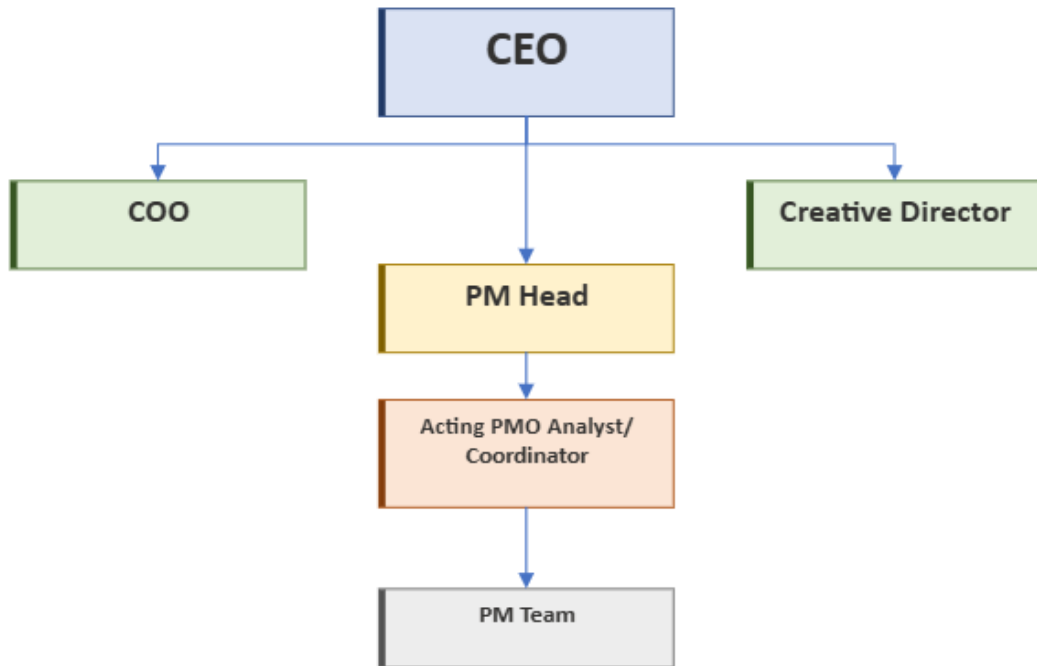 CEO
COO
Creative Director
PM Head
Acting PMO Analyst/
Coordinator
PM Team